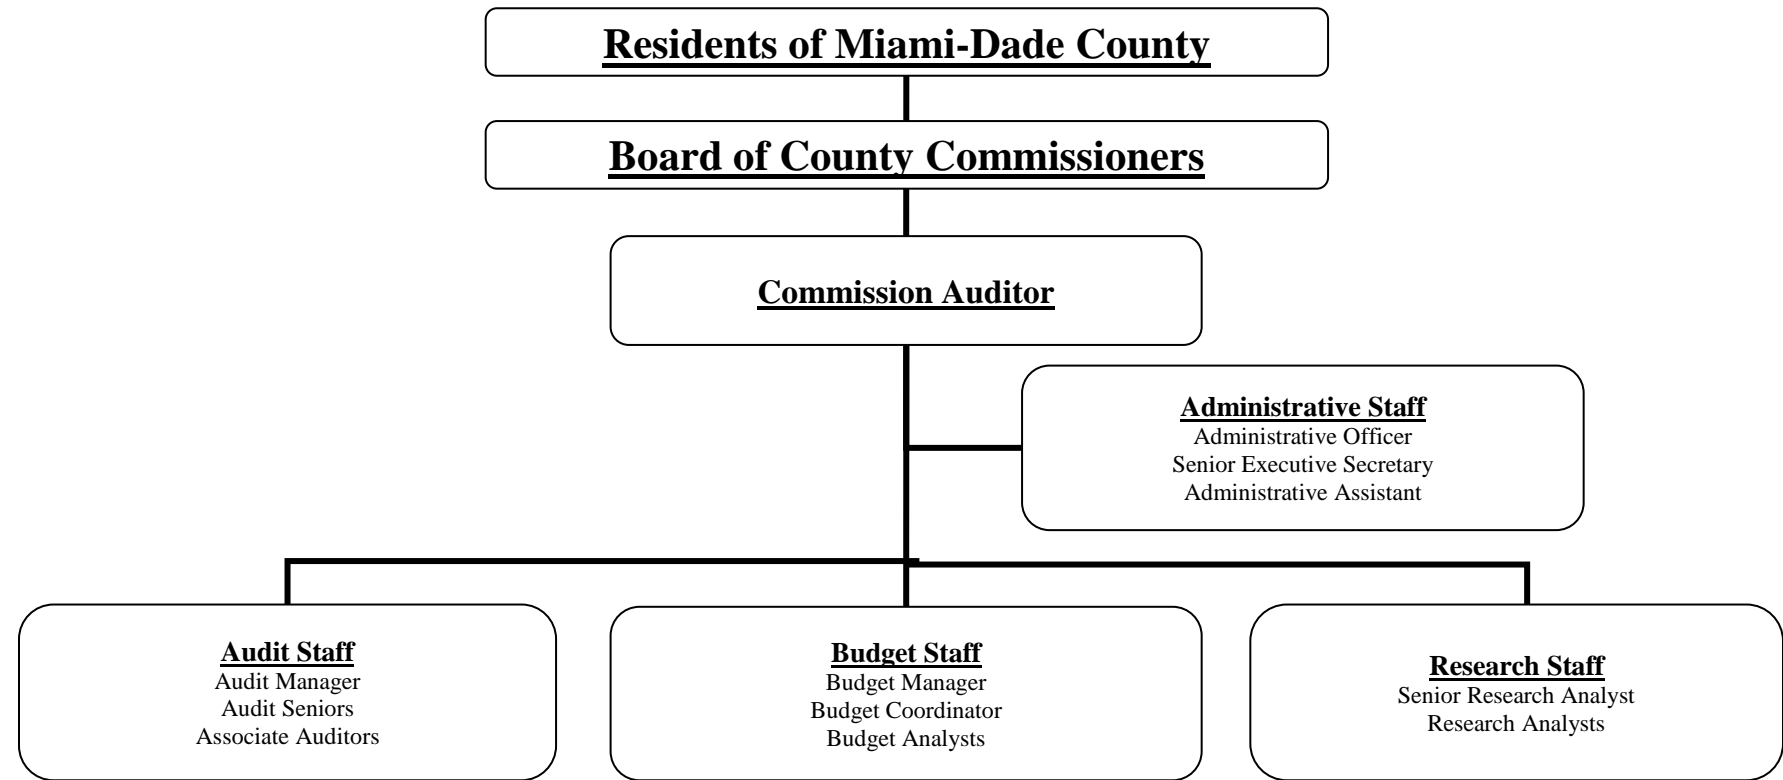 Residents of Miami-Dade County
Board of County Commissioners
Commission Auditor
Administrative Staff
Administrative Officer
Senior Executive Secretary
Administrative Assistant
Audit Staff
Audit Manager
Audit Seniors
Associate Auditors
Budget Staff
Budget Manager
Budget Coordinator
Budget Analysts
Research Staff
Senior Research Analyst
Research Analysts